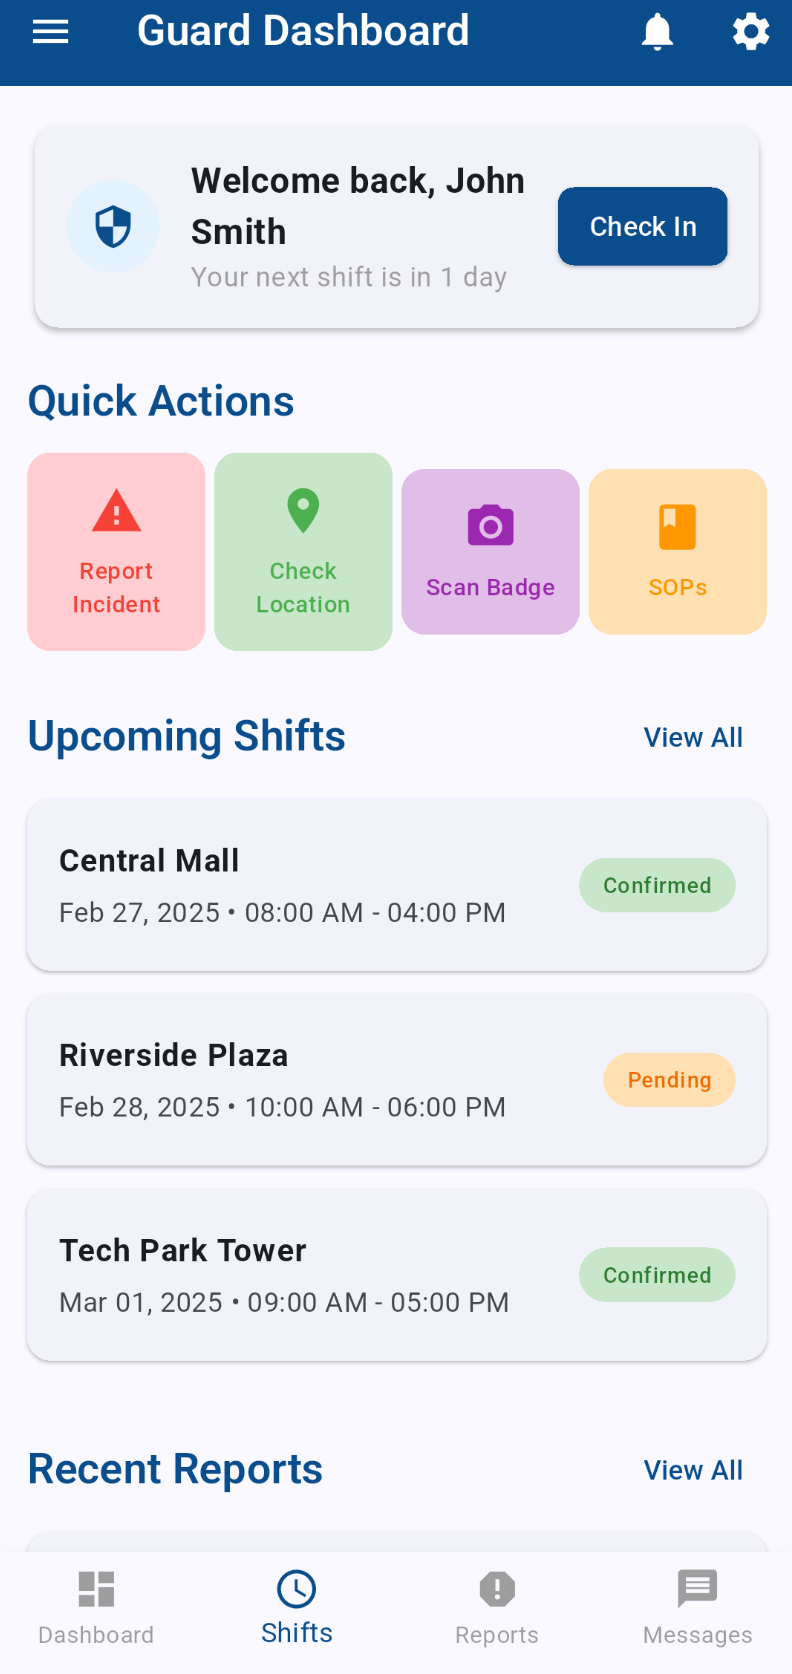 Guard Dashboard
Welcome back, John
Smith
Your next shift is in 1 day
Check In
Quick Actions
Report
Incident
Check
Location
Scan Badge
SOPs
Upcoming Shifts
View All
Central Mall
Feb 27, 2025 • 08:00 AM - 04:00 PM
Confirmed
Riverside Plaza
Feb 28, 2025 • 10:00 AM - 06:00 PM
Pending
Tech Park Tower
Mar 01, 2025 • 09:00 AM - 05:00 PM
Confirmed
Recent Reports
View All
Dashboard
Shifts
Reports
Messages